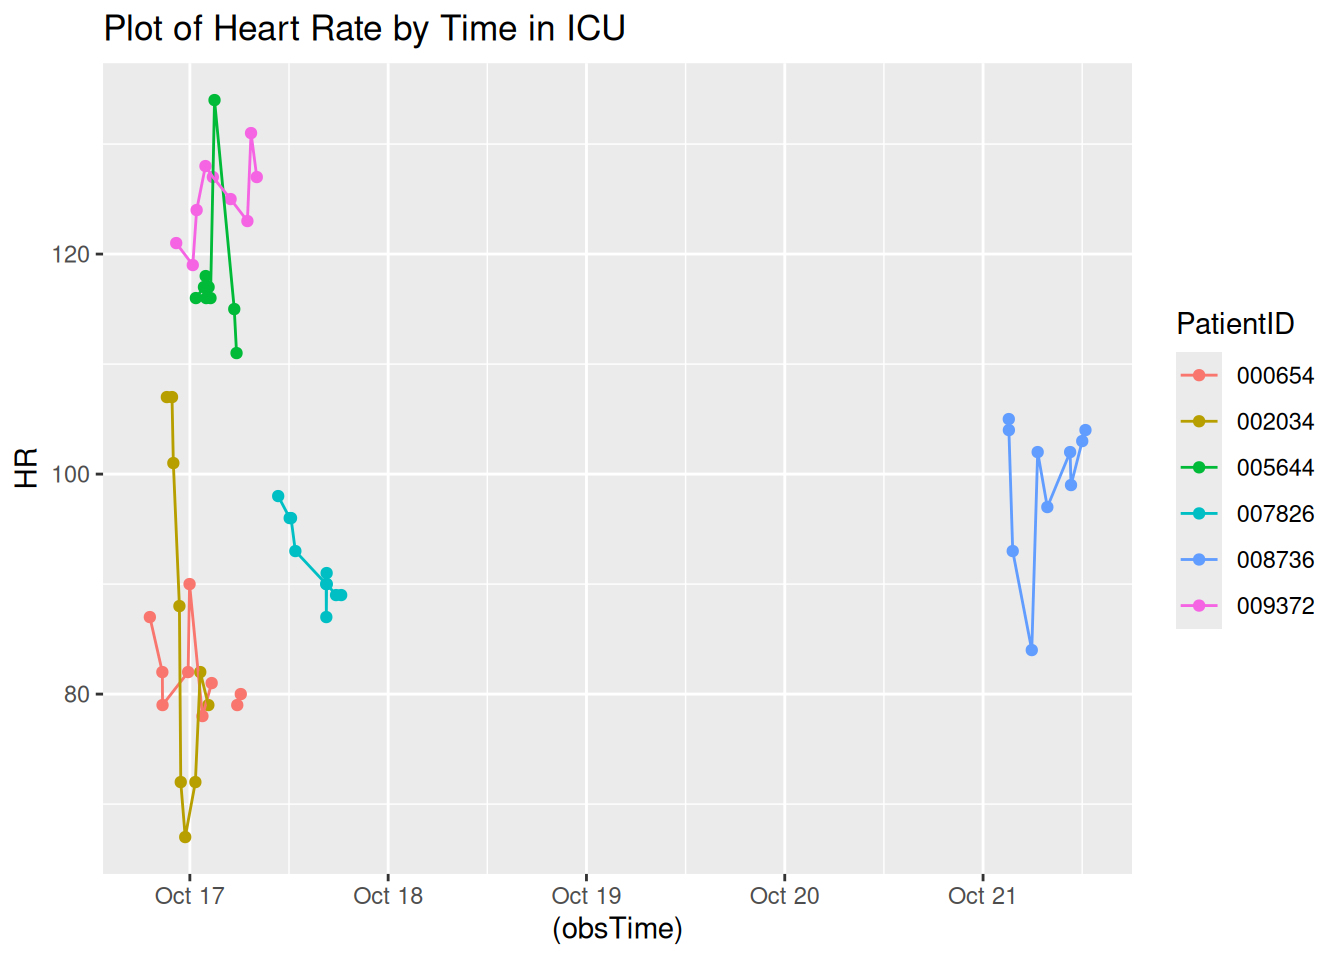 Plot of Heart Rate by Time in ICU
120
100
80
HR
Oct 17
Oct 18
Oct 19
Oct 20
Oct 21
(obsTime)
PatientID
000654
002034
005644
007826
008736
009372